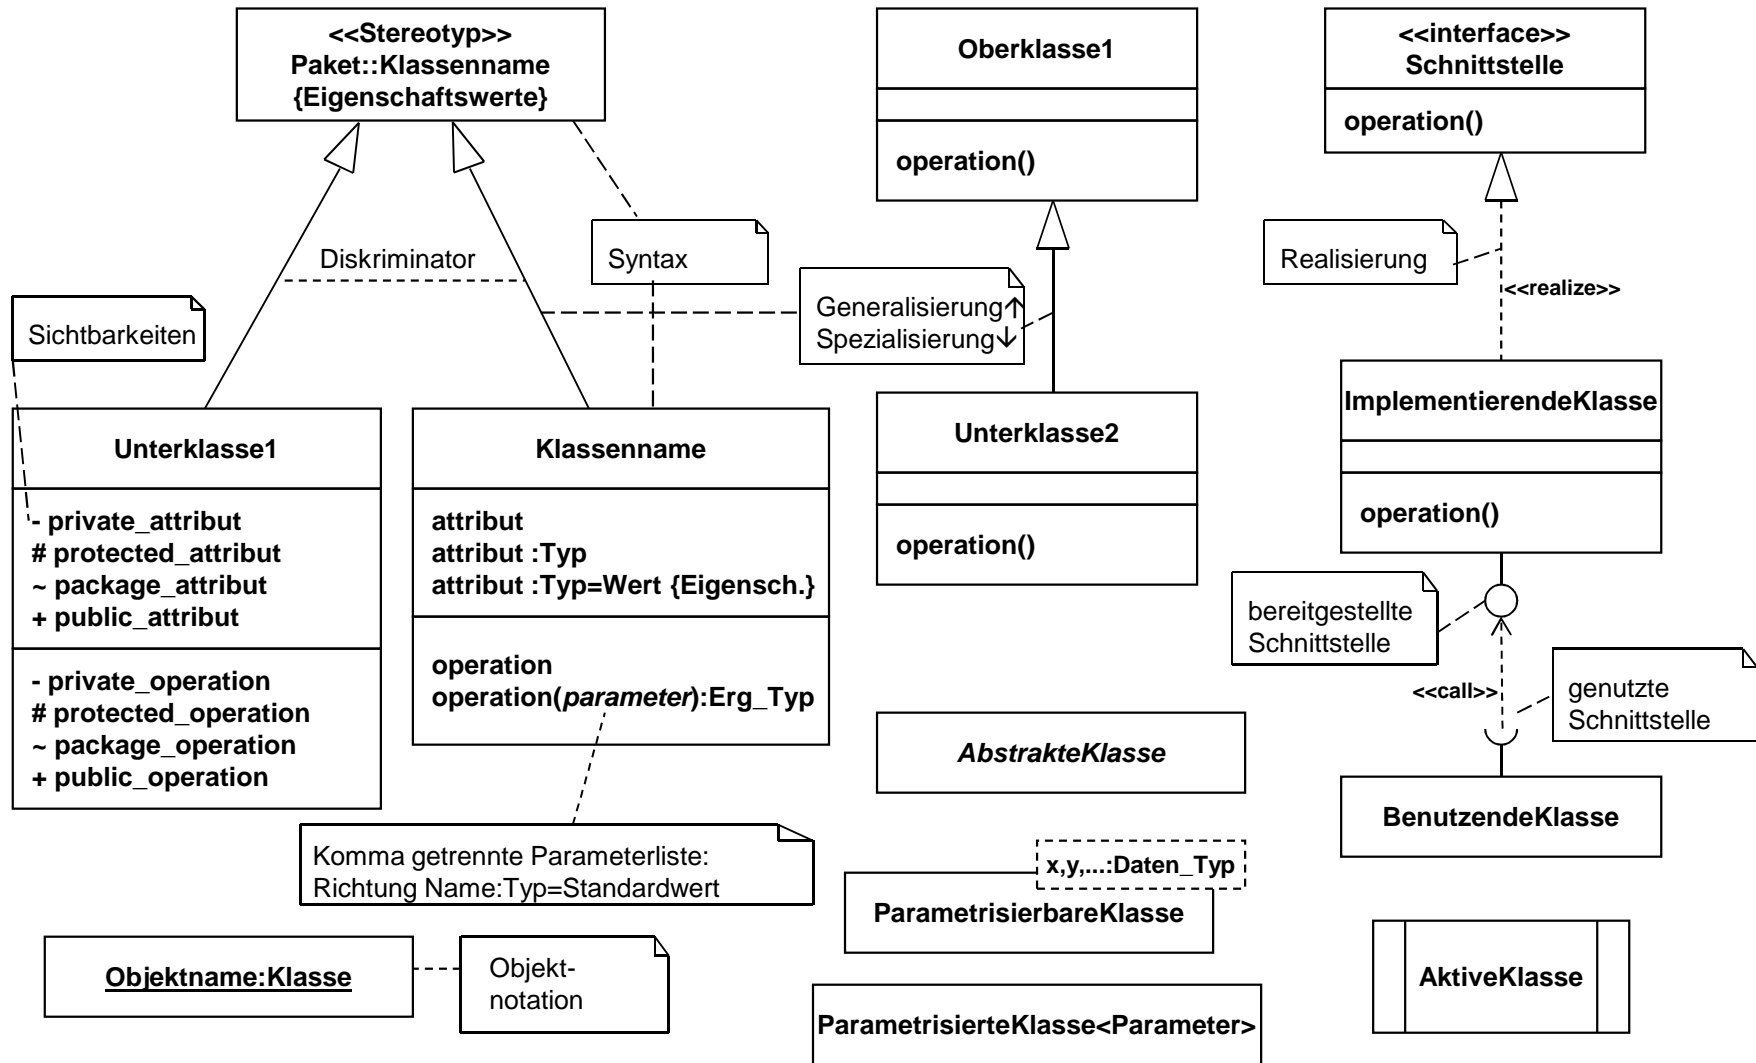 <<Stereotyp>>
Paket::Klassenname
{Eigenschaftswerte}
Oberklasse1
operation()
<<interface>>
Schnittstelle
operation()
Diskriminator
Syntax
Generalisierung↑
Spezialisierung↓
Realisierung
<<realize>>
Sichtbarkeiten
Unterklasse1
- private_attribut
# protected_attribut
~ package_attribut
+ public_attribut
- private_operation
# protected_operation
~ package_operation
+ public_operation
Klassenname
attribut
attribut :Typ
attribut :Typ=Wert {Eigensch.}
operation
operation(parameter):Erg_Typ
Unterklasse2
operation()
ImplementierendeKlasse
operation()
bereitgestellte
Schnittstelle
<<call>>
genutzte
Schnittstelle
AbstrakteKlasse
BenutzendeKlasse
Komma getrennte Parameterliste:
Richtung Name:Typ=Standardwert
x,y,...:Daten_Typ
ParametrisierbareKlasse
Objektname:Klasse
Objekt-
notation
AktiveKlasse
ParametrisierteKlasse<Parameter>